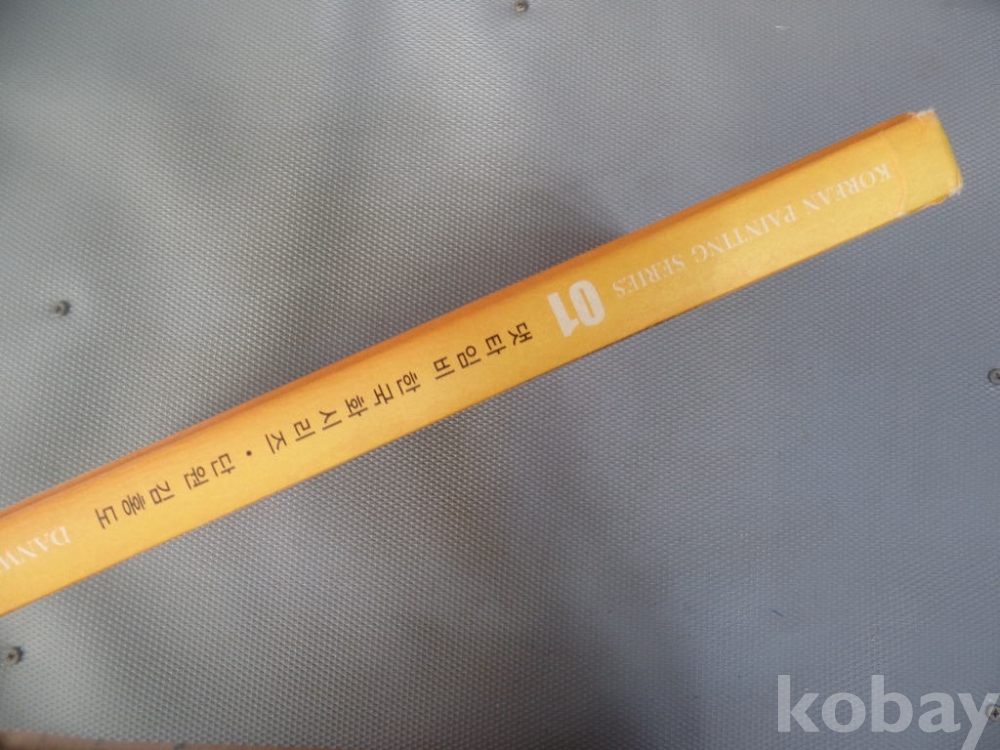 KOREAN PAINTING SERIES
01
댓 타임비 한국화시리즈 · 단원 김홍도
DANW
kobay